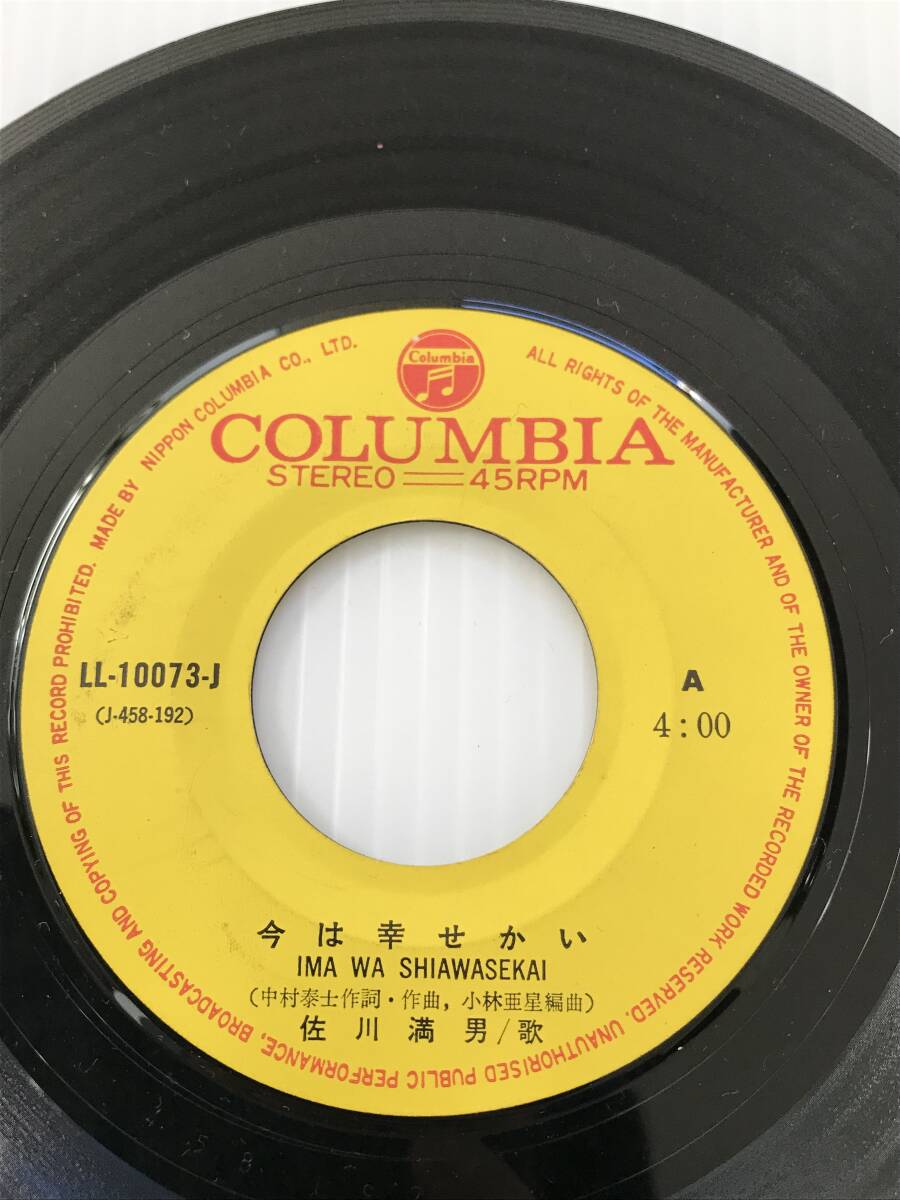 Columbia
COLUMBIA
STEREO 45RPM
MADE BY NIPPON COLUMBIA CO., LTD.
ALL RIGHTS OF THE MANUFACTURER AND OF THE OWNER OF THE RECORDED WORK RESERVED. UNAUTHORISED PUBLIC PERFORMANCE, BROADCASTING AND COPYING OF THIS RECORD PROHIBITED.
LL-10073-J
(J-458-192)
A
4:00
今は幸せかい
IMA WA SHIAWASEKAI
(中村泰士作詞・作曲, 小林亜星編曲)
佐川満男/歌